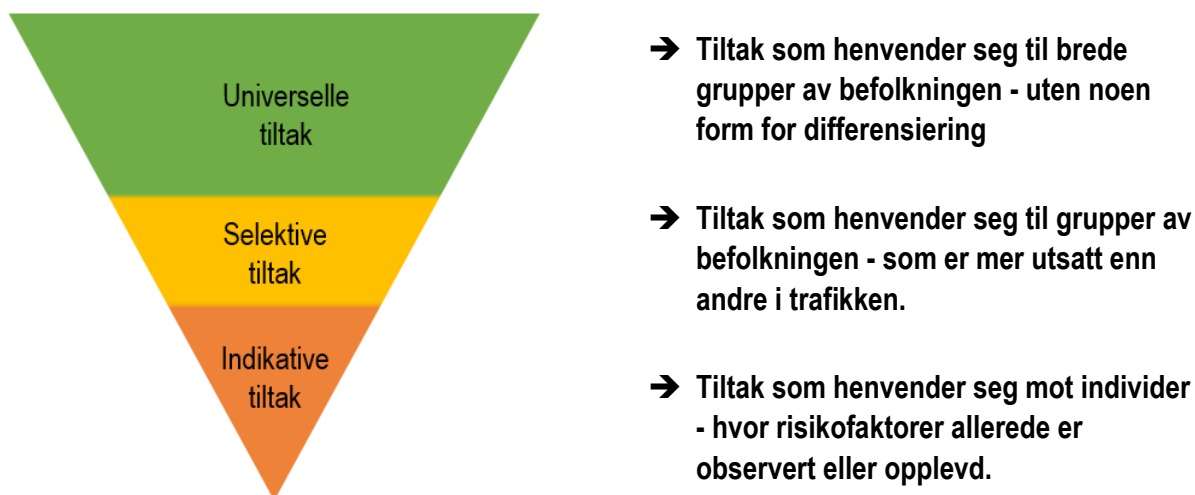 Universelle
tiltak
➔ Tiltak som henvender seg til brede
grupper av befolkningen - uten noen
form for differensiering
Selektive
tiltak
➔ Tiltak som henvender seg til grupper av
befolkningen - som er mer utsatt enn
andre i trafikken.
Indikative
tiltak
➔ Tiltak som henvender seg mot individer
- hvor risikofaktorer allerede er
observert eller opplevd.